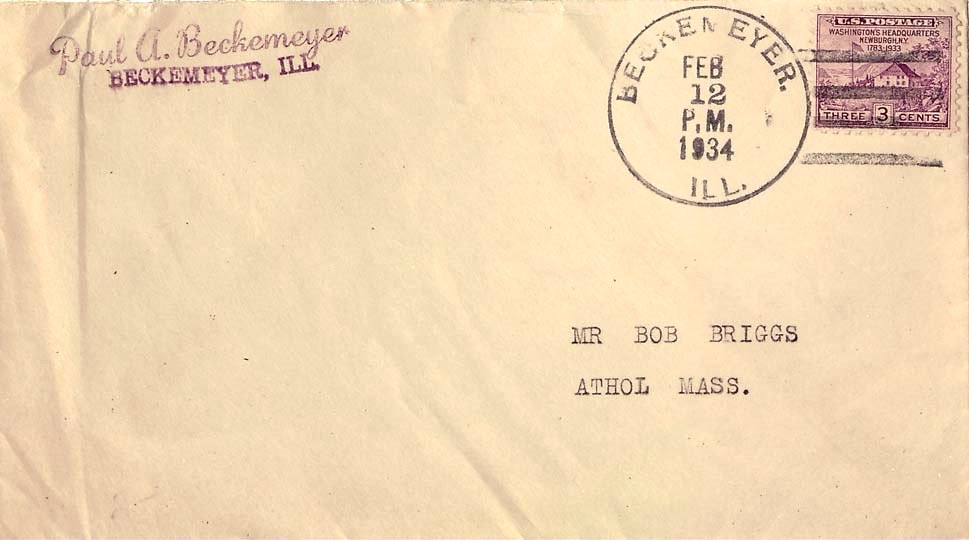 Paul A. Beckemeyer
BECKEMEYER, ILL.
BECKEMEYER.
FEB
12
P.M.
1934
ILL.
U.S. POSTAGE
WASHINGTON'S HEADQUARTERS
NEWBURGH, N.Y.
1783-1933
THREE 3 CENTS
MR BOB BRIGGS
ATHOL MASS.